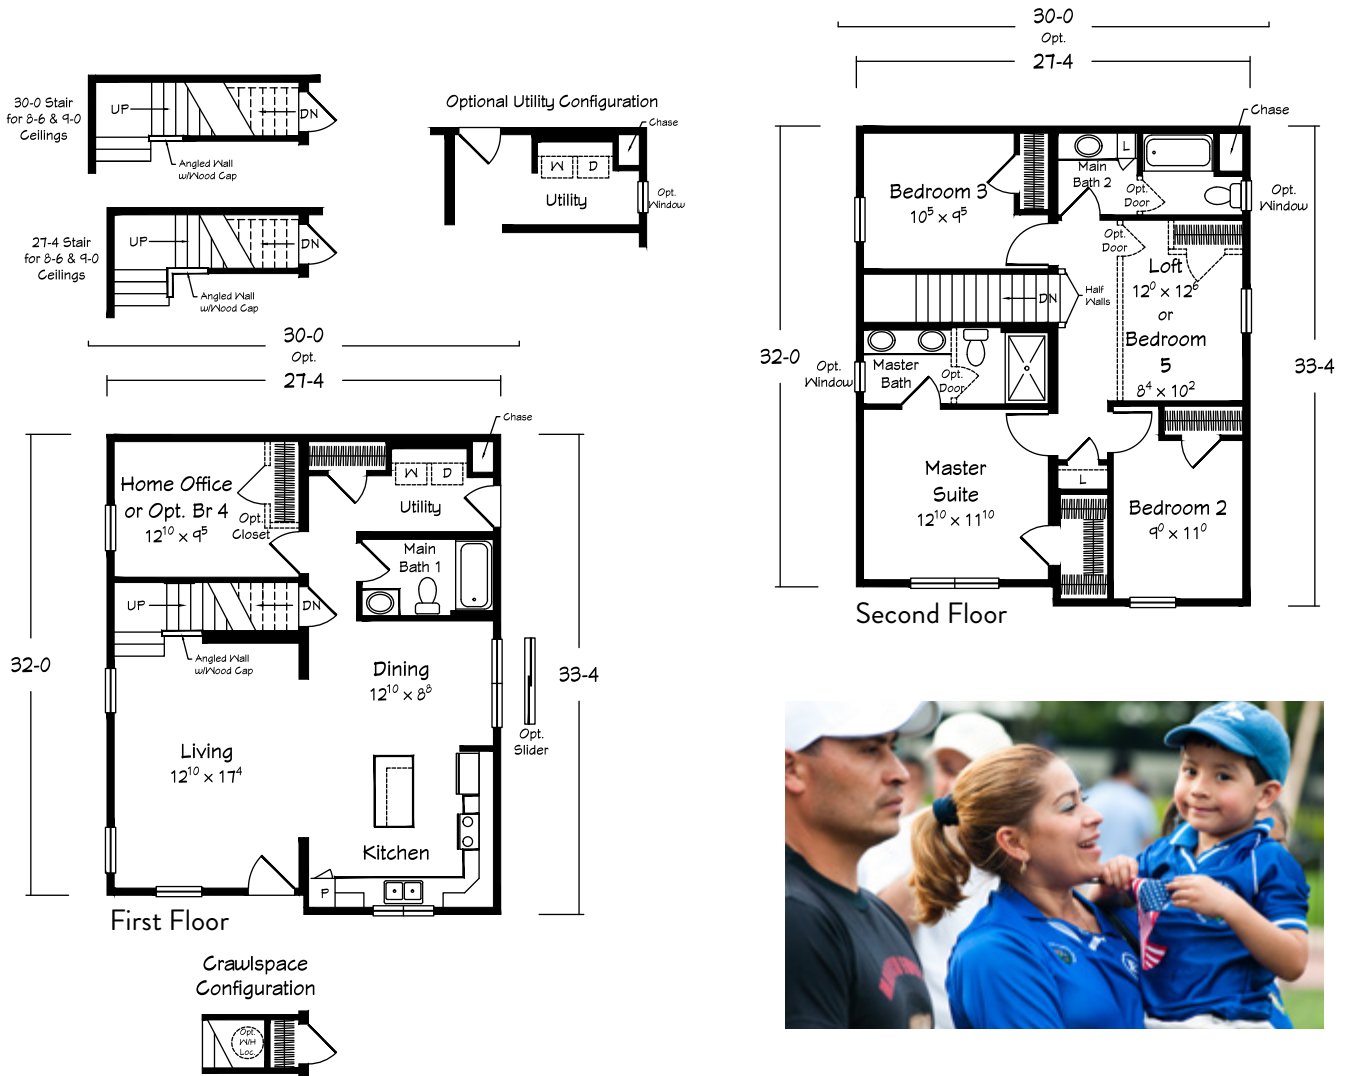 30-0 Stair
for 8-6 & 9-0
Ceilings
UP
DN
Angled Wall
w/Wood Cap
27-4 Stair
for 8-6 & 9-0
Ceilings
UP
DN
Angled Wall
w/Wood Cap
Optional Utility Configuration
Chase
W D
Utility
Opt.
Window
30-0
Opt.
27-4
Chase
32-0
33-4
Home Office
or Opt. Br 4
12¹⁰ x 9⁵
Opt.
Closet
W D
Utility
Main
Bath 1
UP
DN
Angled Wall
w/Wood Cap
Dining
12¹⁰ x 8⁸
Opt.
Slider
Living
12¹⁰ x 17⁴
Kitchen
P
First Floor
Crawlspace
Configuration
Opt.
W/H
Loc.
30-0
Opt.
27-4
Chase
32-0
33-4
Bedroom 3
10⁵ x 9⁵
L
Main
Bath 2
Opt.
Door
Opt.
Window
Opt.
Door
Loft
12⁰ x 12⁶
or
Bedroom
5
8⁴ x 10²
DN
Half
Walls
Opt.
Window
Master
Bath
Opt.
Door
Master
Suite
12¹⁰ x 11¹⁰
L
Bedroom 2
9⁰ x 11⁰
Second Floor